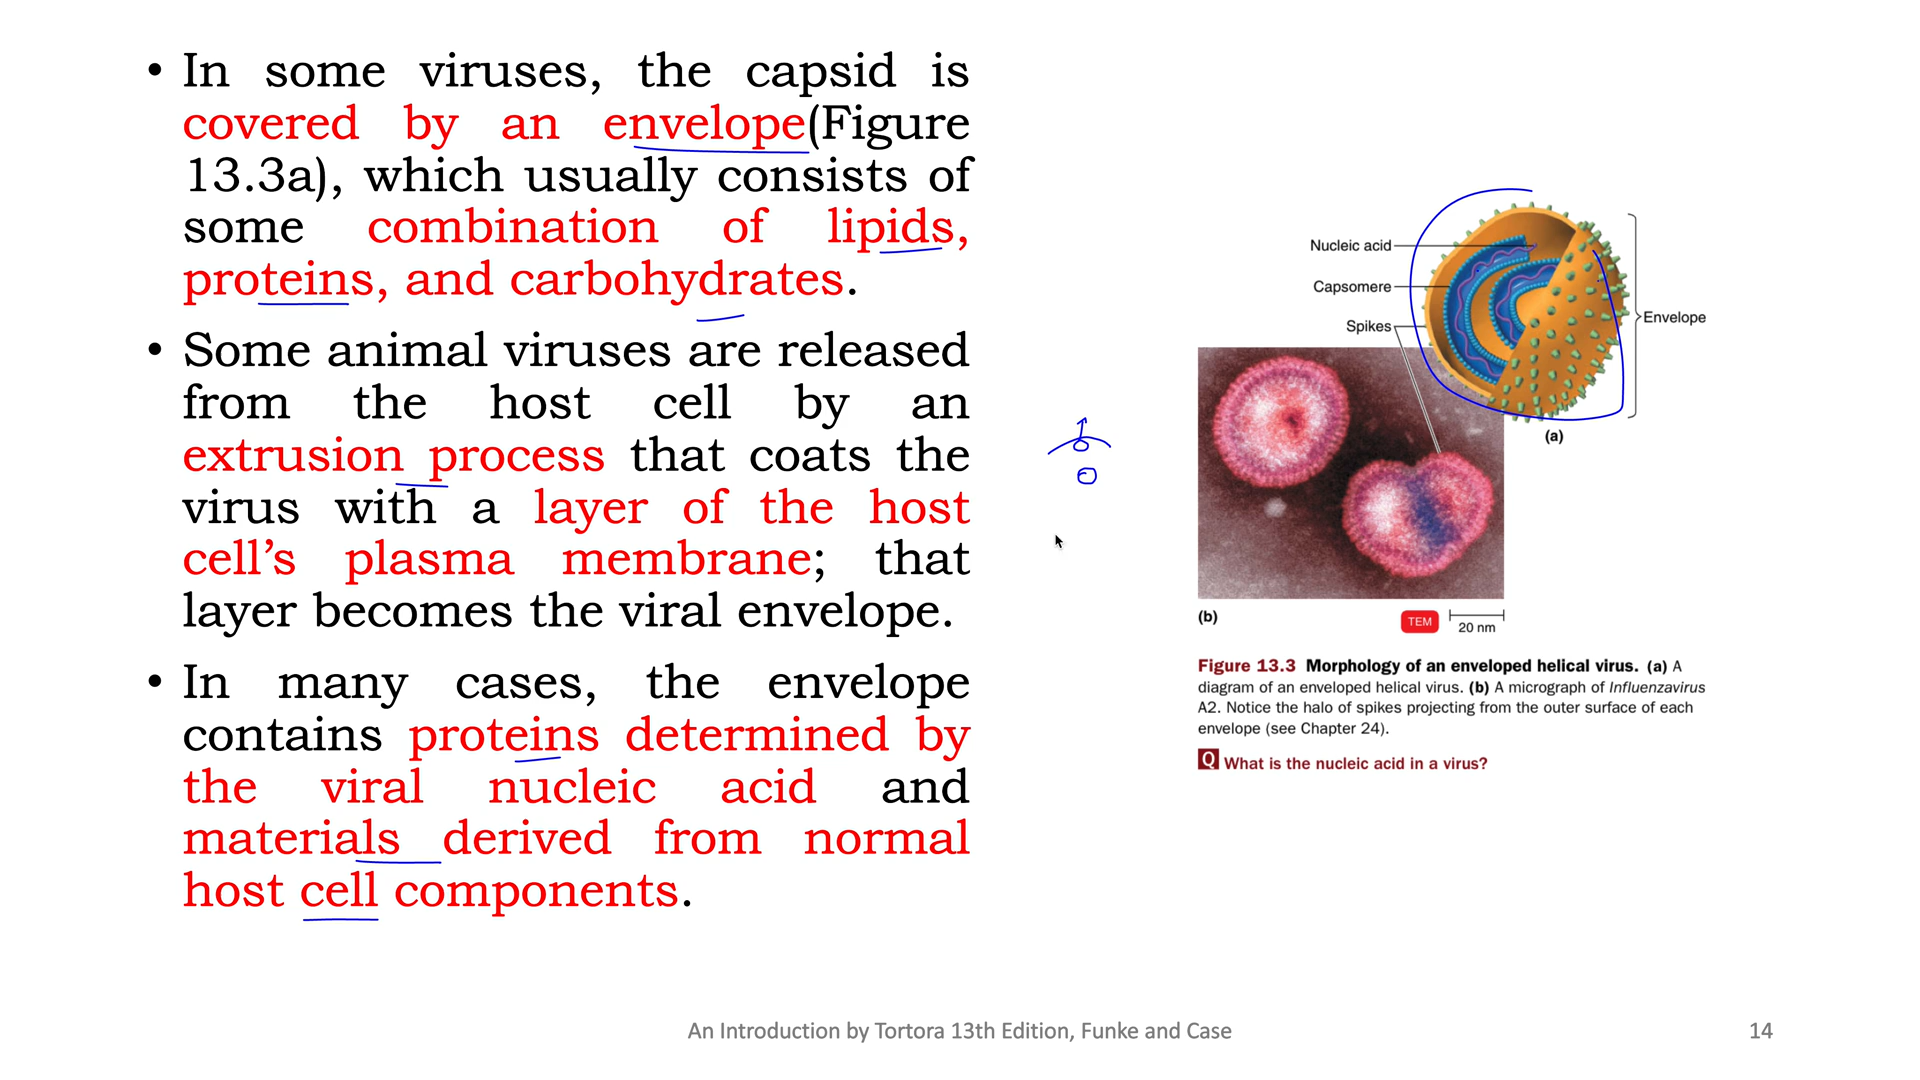 • In some viruses, the capsid is
covered by an envelope(Figure
13.3a), which usually consists of
some combination of lipids,
proteins, and carbohydrates.
• Some animal viruses are released
from the host cell by an
extrusion process that coats the
virus with a layer of the host
cell’s plasma membrane; that
layer becomes the viral envelope.
• In many cases, the envelope
contains proteins determined by
the viral nucleic acid and
materials derived from normal
host cell components.
Nucleic acid
Capsomere
Spikes
Envelope
(a)
(b)
TEM
20 nm
Figure 13.3 Morphology of an enveloped helical virus. (a) A
diagram of an enveloped helical virus. (b) A micrograph of Influenzavirus
A2. Notice the halo of spikes projecting from the outer surface of each
envelope (see Chapter 24).
Q What is the nucleic acid in a virus?
An Introduction by Tortora 13th Edition, Funke and Case
14